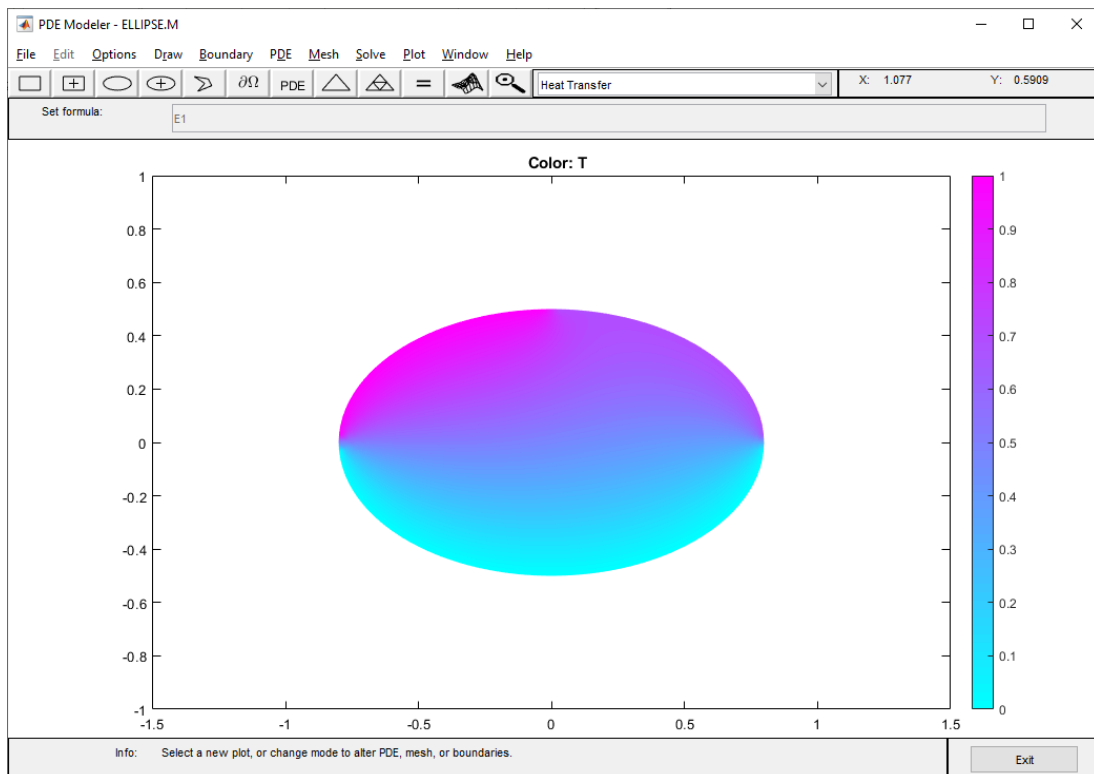 PDE Modeler - ELLIPSE.M
File Edit Options Draw Boundary PDE Mesh Solve Plot Window Help
∂Ω PDE = Heat Transfer X: 1.077 Y: 0.5909
Set formula: E1
Color: T
1
0.8
0.6
0.4
0.2
0
-0.2
-0.4
-0.6
-0.8
-1
-1.5 -1 -0.5 0 0.5 1 1.5
1
0.9
0.8
0.7
0.6
0.5
0.4
0.3
0.2
0.1
0
Info: Select a new plot, or change mode to alter PDE, mesh, or boundaries.
Exit